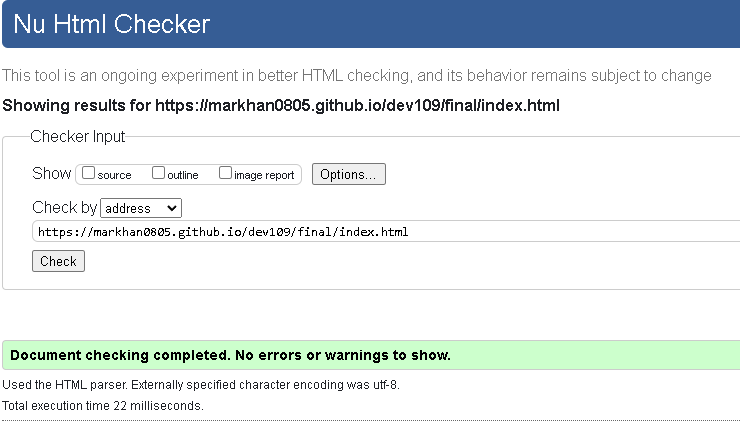 Nu Html Checker
This tool is an ongoing experiment in better HTML checking, and its behavior remains subject to change
Showing results for https://markhan0805.github.io/dev109/final/index.html
Checker Input
Show source outline image report Options...
Check by address
https://markhan0805.github.io/dev109/final/index.html
Check
Document checking completed. No errors or warnings to show.
Used the HTML parser. Externally specified character encoding was utf-8.
Total execution time 22 milliseconds.